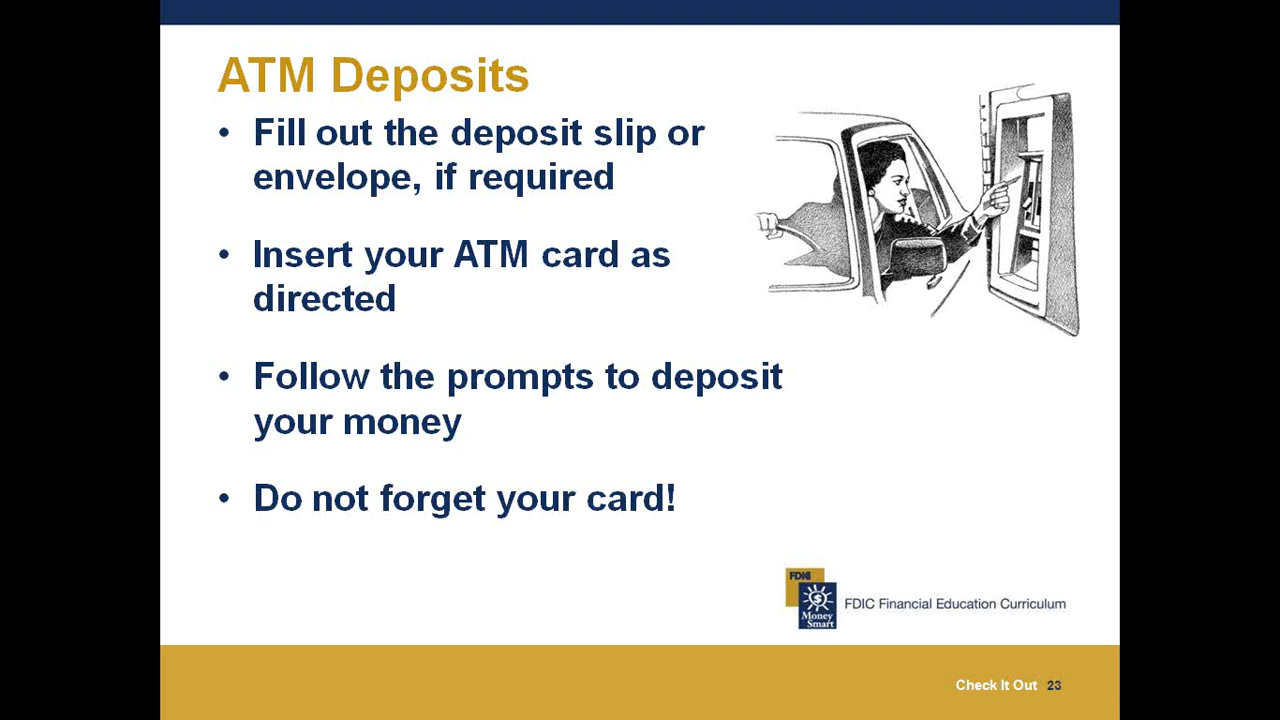 ATM Deposits
• Fill out the deposit slip or
envelope, if required
• Insert your ATM card as
directed
• Follow the prompts to deposit
your money
• Do not forget your card!
FDIC
Money
Smart
FDIC Financial Education Curriculum
Check It Out 23